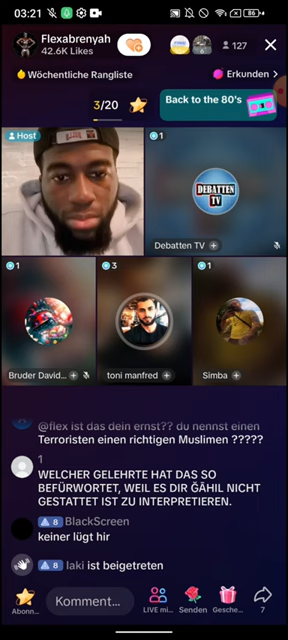 03:21
86
Flexabrenyah
42.6K Likes
127
Wöchentliche Rangliste
Erkunden >
3/20
Back to the 80's
Host
1
DEBATTEN
TV
Debatten TV
1
3
1
Bruder David...
toni manfred
Simba
@flex ist das dein ernst?? du nennst einen
Terroristen einen richtigen Muslimen ?????
1
WELCHER GELEHRTE HAT DAS SO
BEFÜRWORTET, WEIL ES DIR ǦĀHIL NICHT
GESTATTET IST ZU INTERPRETIEREN.
8 BlackScreen
keiner lügt hir
8 laki ist beigetreten
Komment...
Abonn...
LIVE mi...
Senden
Gesche...
7